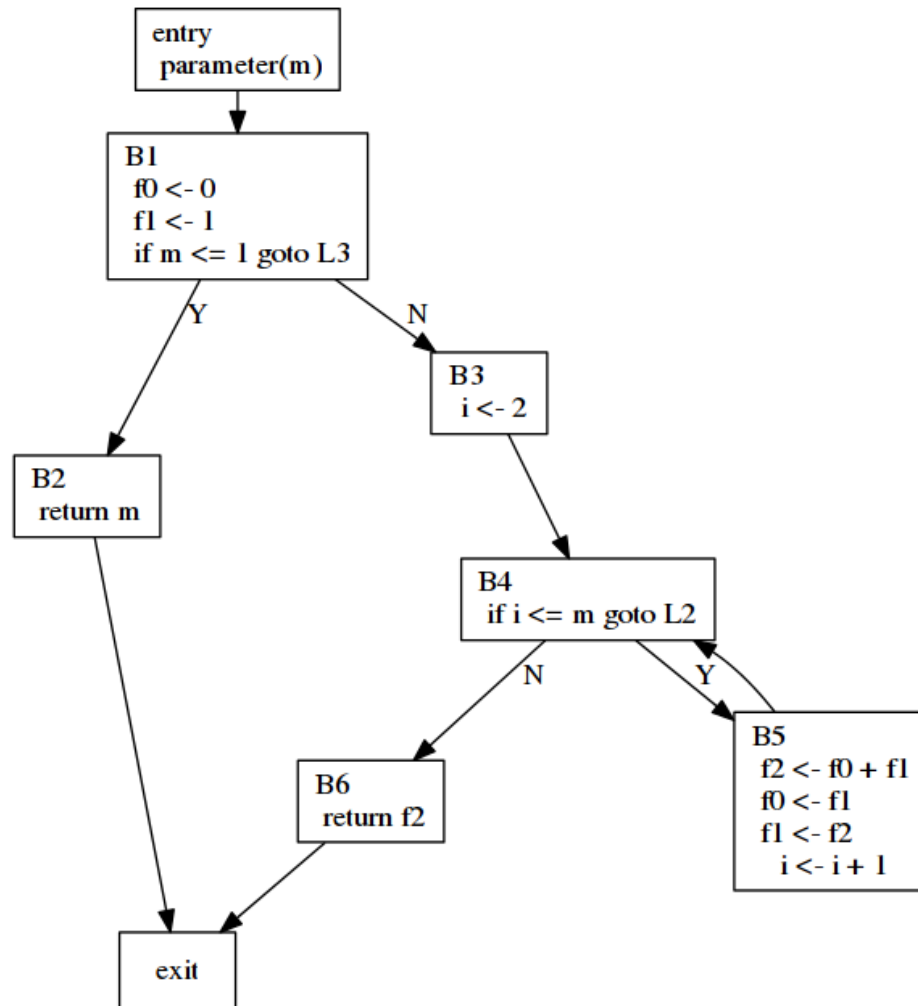 entry
parameter(m)
B1
f0 <- 0
f1 <- 1
if m <= 1 goto L3
Y
N
B3
i <- 2
B2
return m
B4
if i <= m goto L2
N
Y
B5
f2 <- f0 + f1
f0 <- f1
f1 <- f2
i <- i + 1
B6
return f2
exit